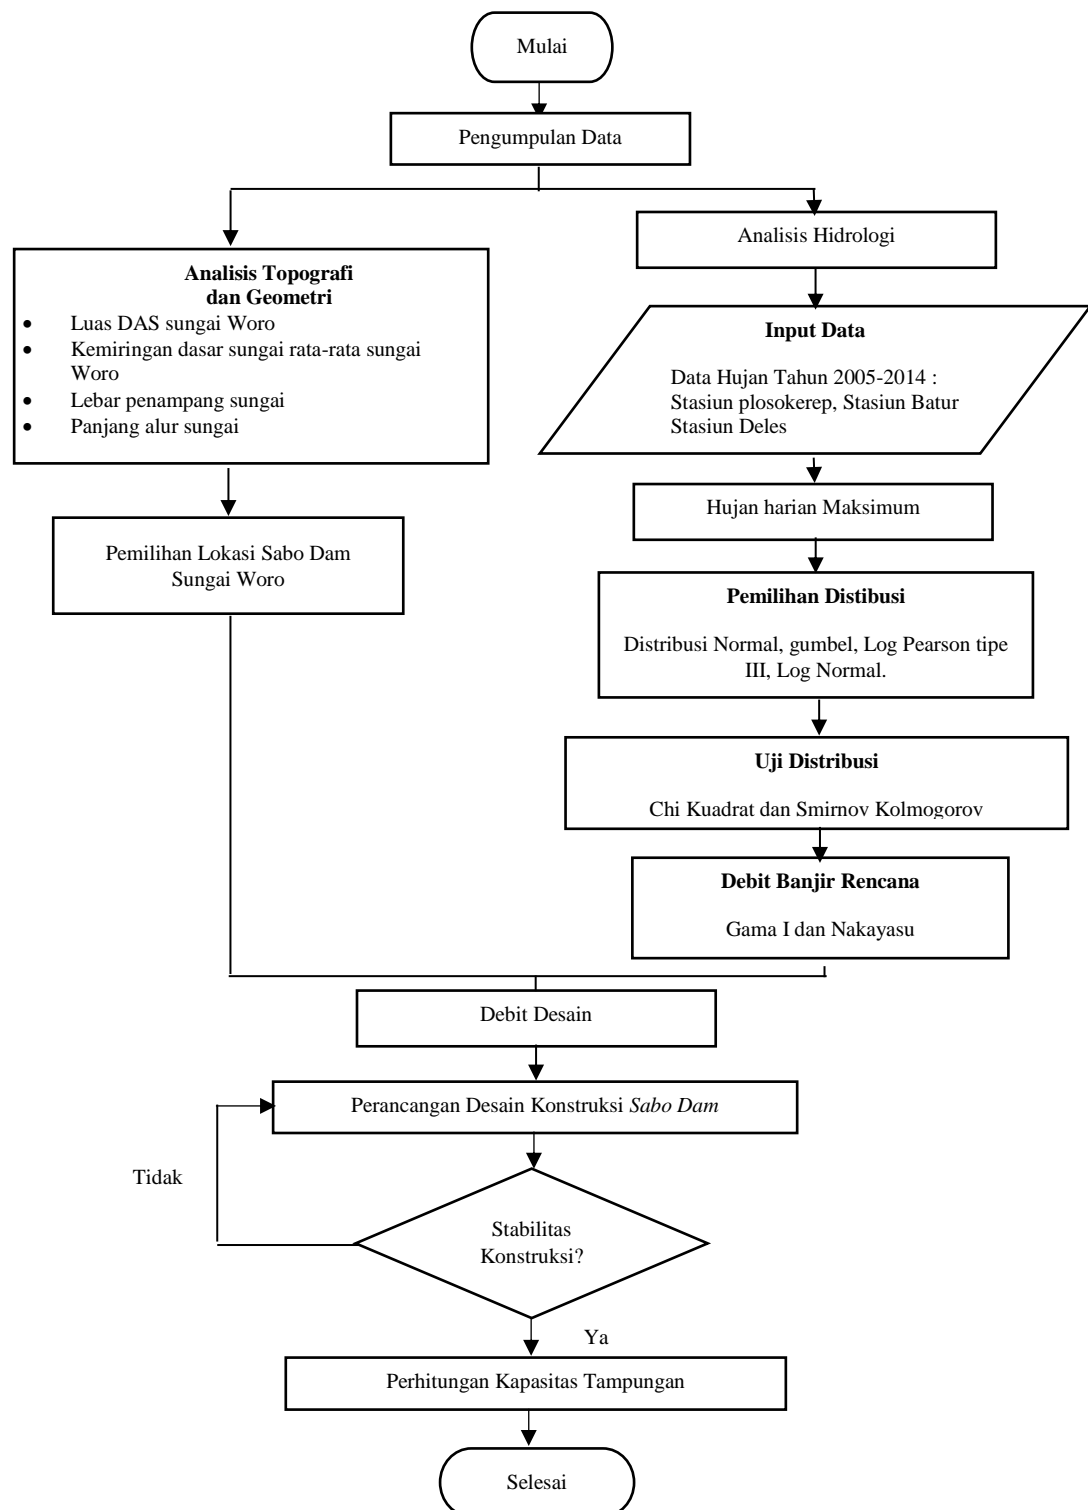 Mulai
Pengumpulan Data
Analisis Topografi
dan Geometri
• Luas DAS sungai Woro
• Kemiringan dasar sungai rata-rata sungai
Woro
• Lebar penampang sungai
• Panjang alur sungai
Pemilihan Lokasi Sabo Dam
Sungai Woro
Analisis Hidrologi
Input Data
Data Hujan Tahun 2005-2014 :
Stasiun plosokerep, Stasiun Batur
Stasiun Deles
Hujan harian Maksimum
Pemilihan Distibusi
Distribusi Normal, gumbel, Log Pearson tipe
III, Log Normal.
Uji Distribusi
Chi Kuadrat dan Smirnov Kolmogorov
Debit Banjir Rencana
Gama I dan Nakayasu
Debit Desain
Perancangan Desain Konstruksi Sabo Dam
Tidak
Stabilitas
Konstruksi?
Ya
Perhitungan Kapasitas Tampungan
Selesai